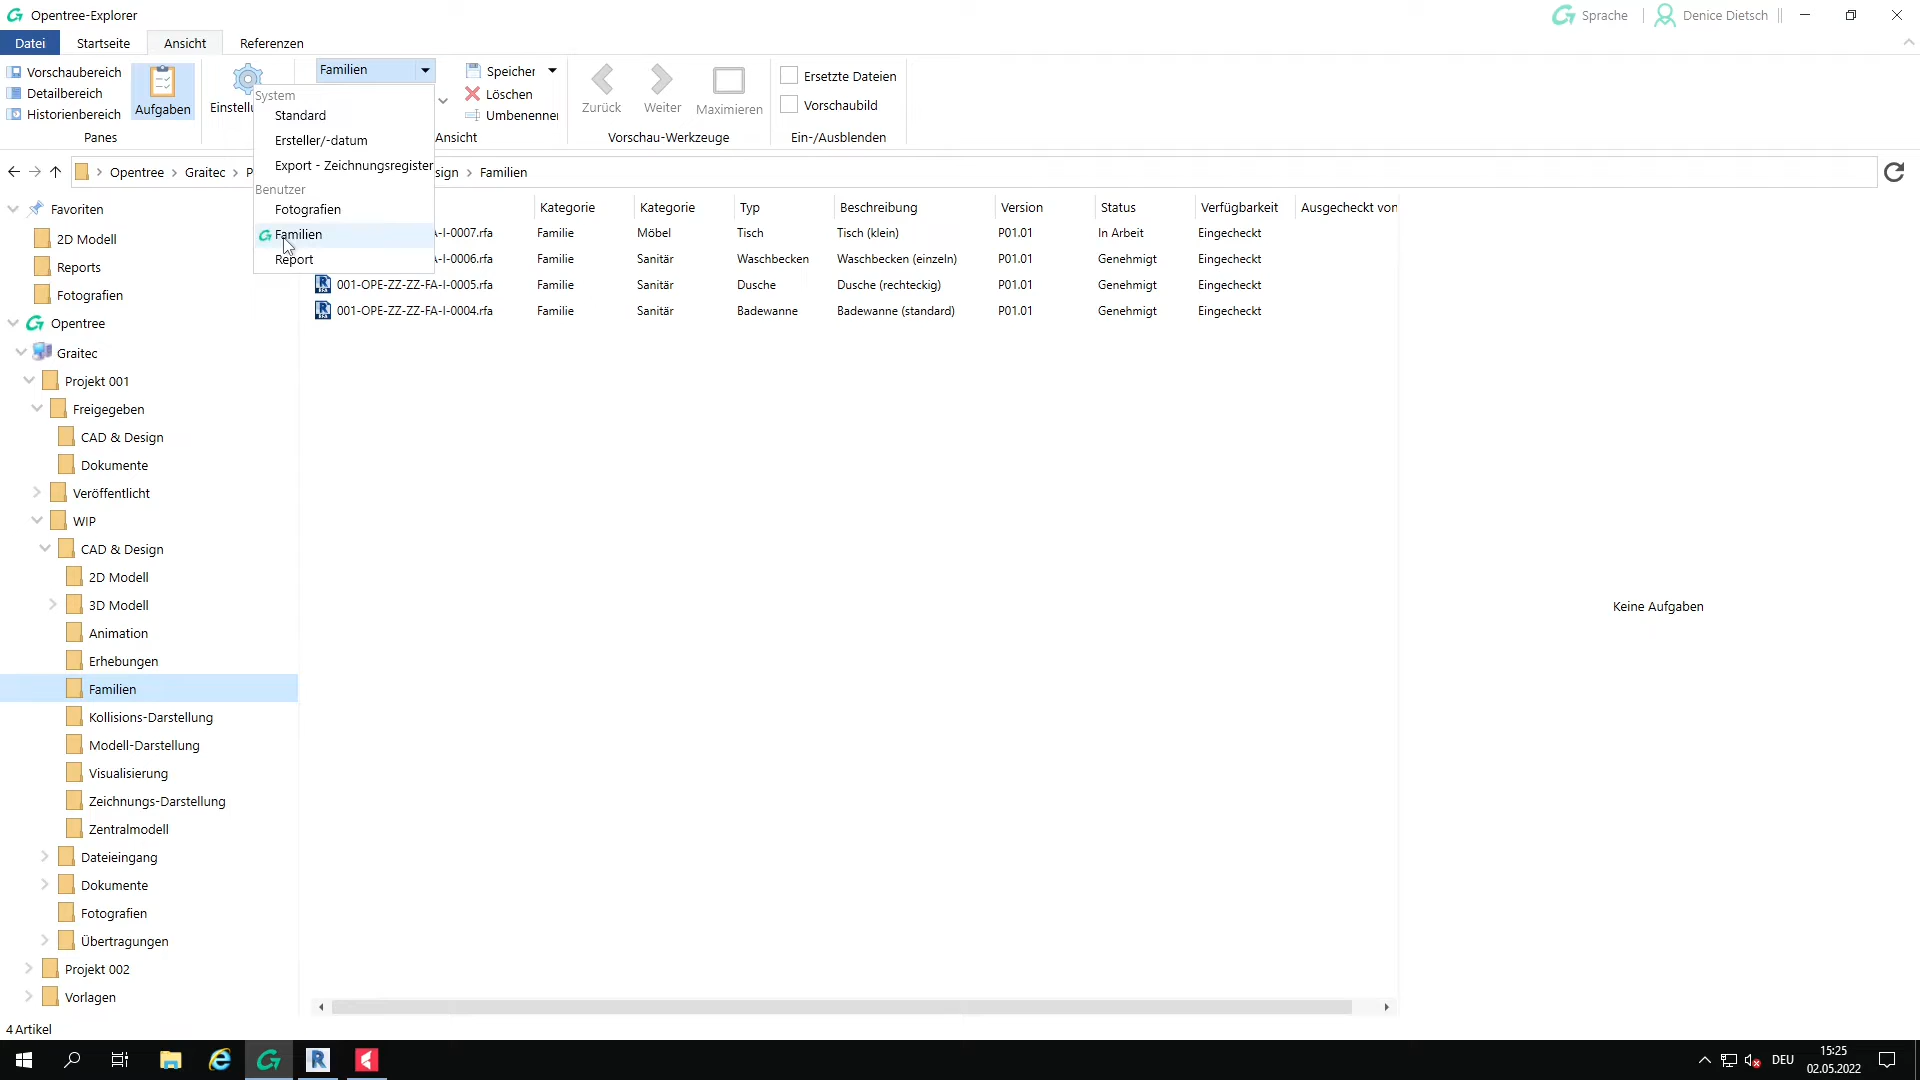 Opentree-Explorer
Sprache
Denice Dietsch
Datei
Startseite
Ansicht
Referenzen
Vorschaubereich
Detailbereich
Historienbereich
Aufgaben
Panes
Einstellu
Familien
Speicher
Löschen
Umbenenner
Ansicht
Zurück
Weiter
Maximieren
Vorschau-Werkzeuge
Ersetzte Dateien
Vorschaubild
Ein-/Ausblenden
System
Standard
Ersteller/-datum
Export - Zeichnungsregister
Benutzer
Fotografien
Familien
Report
Opentree
Graitec
P
sign
Familien
Favoriten
2D Modell
Reports
Fotografien
Opentree
Graitec
Projekt 001
Freigegeben
CAD & Design
Dokumente
Veröffentlicht
WIP
CAD & Design
2D Modell
3D Modell
Animation
Erhebungen
Familien
Kollisions-Darstellung
Modell-Darstellung
Visualisierung
Zeichnungs-Darstellung
Zentralmodell
Dateieingang
Dokumente
Fotografien
Übertragungen
Projekt 002
Vorlagen
Kategorie Kategorie Typ Beschreibung Version Status Verfügbarkeit Ausgecheckt von
A-I-0007.rfa Familie Möbel Tisch Tisch (klein) P01.01 In Arbeit Eingecheckt
A-I-0006.rfa Familie Sanitär Waschbecken Waschbecken (einzeln) P01.01 Genehmigt Eingecheckt
001-OPE-ZZ-ZZ-FA-I-0005.rfa Familie Sanitär Dusche Dusche (rechteckig) P01.01 Genehmigt Eingecheckt
001-OPE-ZZ-ZZ-FA-I-0004.rfa Familie Sanitär Badewanne Badewanne (standard) P01.01 Genehmigt Eingecheckt
Keine Aufgaben
4 Artikel
DEU
15:25
02.05.2022